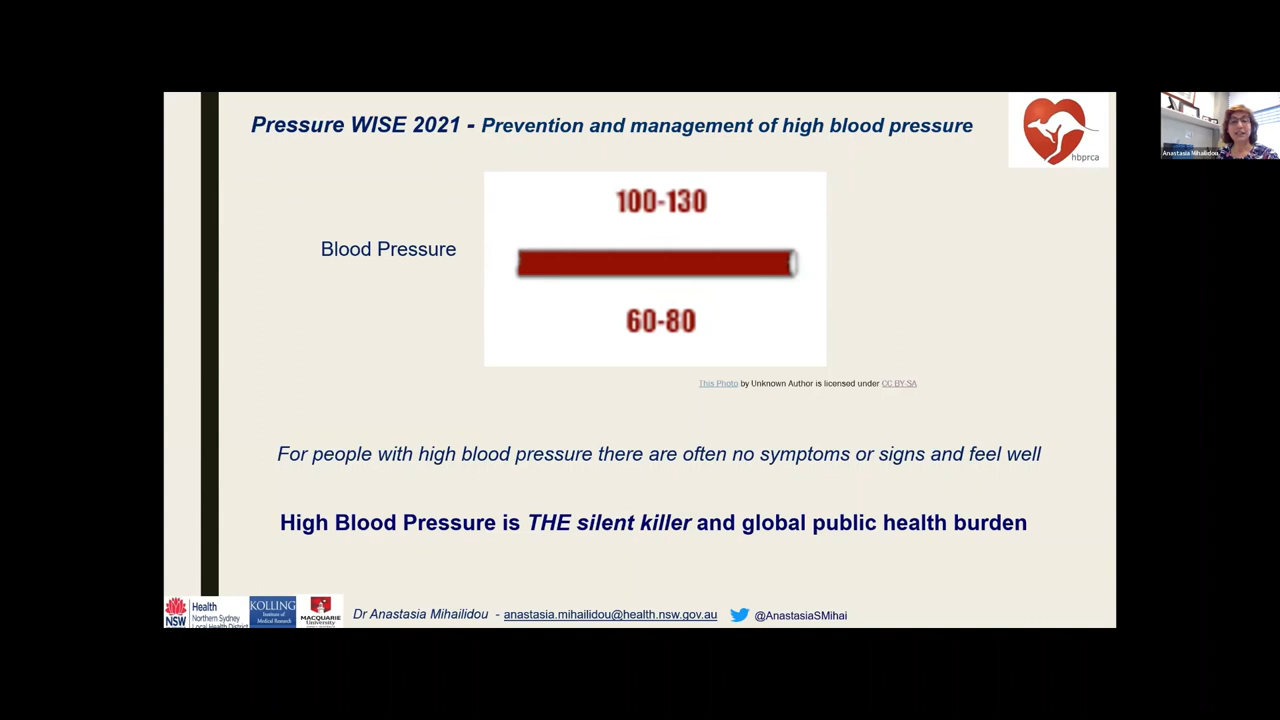 Pressure WISE 2021 - Prevention and management of high blood pressure
hbprca
Anastasia Mihailidou
100-130
Blood Pressure
60-80
This Photo by Unknown Author is licensed under CC BY-SA
For people with high blood pressure there are often no symptoms or signs and feel well
High Blood Pressure is THE silent killer and global public health burden
NSW
Health
Northern Sydney
Local Health District
KOLLING
Institute of
Medical Research
MACQUARIE
University
Dr Anastasia Mihailidou - anastasia.mihailidou@health.nsw.gov.au @AnastasiaSMihai